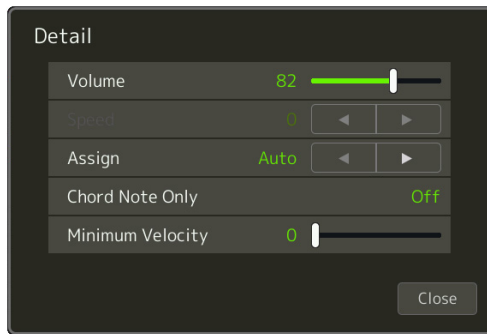 Detail
Volume 82
Speed 0
Assign Auto
Chord Note Only Off
Minimum Velocity 0
Close